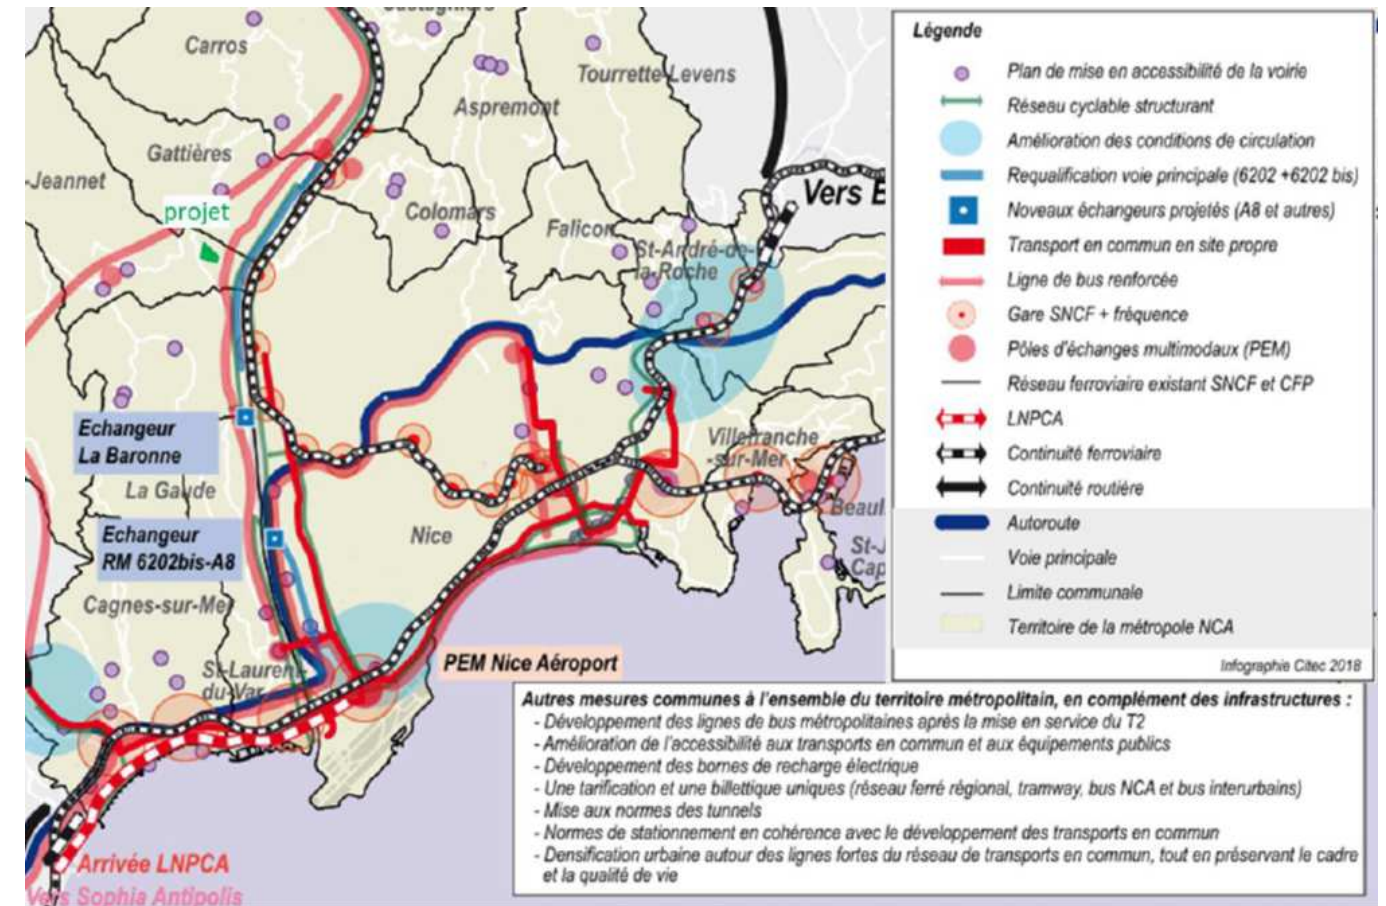 Castagniers
Carros
Tourrette-Levens
Aspremont
Gattières
-Jeannet
projet
Colomars
Falicon
Vers E
St-André-de-
la-Roche
Echangeur
La Baronne
La Gaude
Villefranche
-sur-Mer
Beaul
Echangeur
RM 6202bis-A8
Nice
St-J
Cap
Cagnes-sur-Mer
St-Laurent-
du-Var
PEM Nice Aéroport
Arrivée LNPCA
Vers Sophia Antipolis
Légende
Plan de mise en accessibilité de la voirie
Réseau cyclable structurant
Amélioration des conditions de circulation
Requalification voie principale (6202 +6202 bis)
Noveaux échangeurs projetés (A8 et autres)
Transport en commun en site propre
Ligne de bus renforcée
Gare SNCF + fréquence
Pôles d'échanges multimodaux (PEM)
Réseau ferroviaire existant SNCF et CFP
LNPCA
Continuité ferroviaire
Continuité routière
Autoroute
Voie principale
Limite communale
Territoire de la métropole NCA
Infographie Citec 2018
Autres mesures communes à l'ensemble du territoire métropolitain, en complément des infrastructures :
- Développement des lignes de bus métropolitaines après la mise en service du T2
- Amélioration de l'accessibilité aux transports en commun et aux équipements publics
- Développement des bornes de recharge électrique
- Une tarification et une billettique uniques (réseau ferré régional, tramway, bus NCA et bus interurbains)
- Mise aux normes des tunnels
- Normes de stationnement en cohérence avec le développement des transports en commun
- Densification urbaine autour des lignes fortes du réseau de transports en commun, tout en préservant le cadre
et la qualité de vie